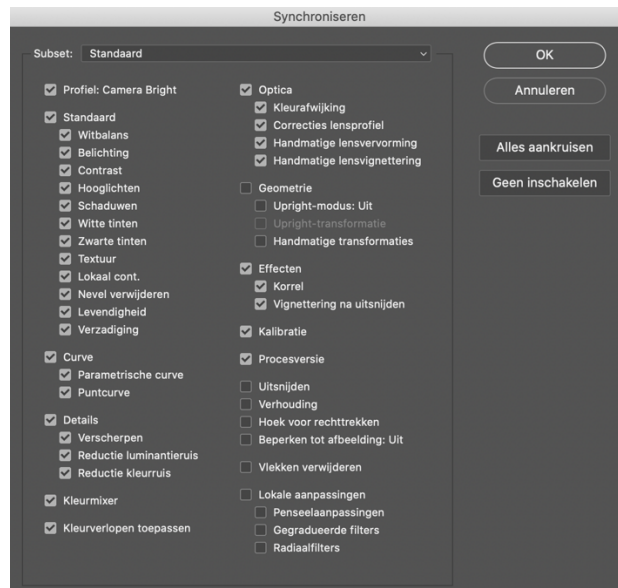 Synchroniseren
Subset: Standaard
OK
Annuleren
Alles aankruisen
Geen inschakelen
Profiel: Camera Bright
Standaard
Witbalans
Belichting
Contrast
Hooglichten
Schaduwen
Witte tinten
Zwarte tinten
Textuur
Lokaal cont.
Nevel verwijderen
Levendigheid
Verzadiging
Curve
Parametrische curve
Puntcurve
Details
Verscherpen
Reductie luminantieruis
Reductie kleurruis
Kleurmixer
Kleurverlopen toepassen
Optica
Kleurafwijking
Correcties lensprofiel
Handmatige lensvervorming
Handmatige lensvignettering
Geometrie
Upright-modus: Uit
Upright-transformatie
Handmatige transformaties
Effecten
Korrel
Vignettering na uitsnijden
Kalibratie
Procesversie
Uitsnijden
Verhouding
Hoek voor rechttrekken
Beperken tot afbeelding: Uit
Vlekken verwijderen
Lokale aanpassingen
Penseelaanpassingen
Gegradueerde filters
Radiaalfilters